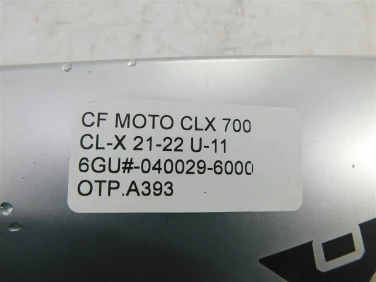 CF MOTO CLX 700
CL-X 21-22 U-11
6GU#-040029-6000
OTP.A393